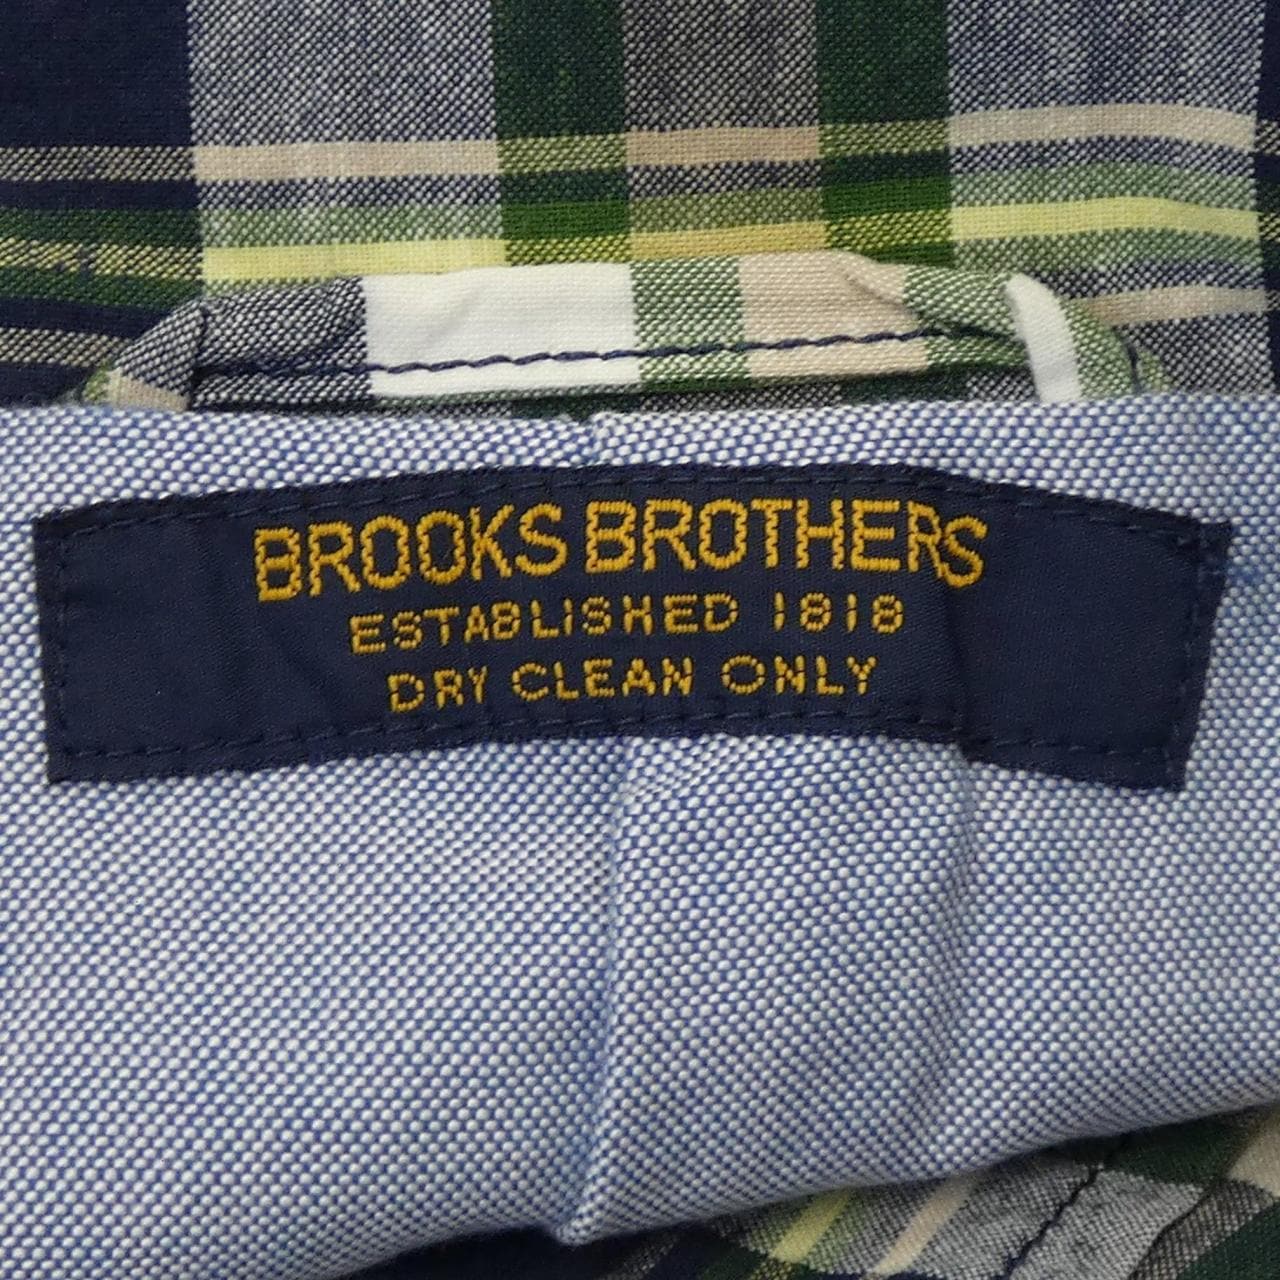 BROOKS BROTHERS
ESTABLISHED 1818
DRY CLEAN ONLY